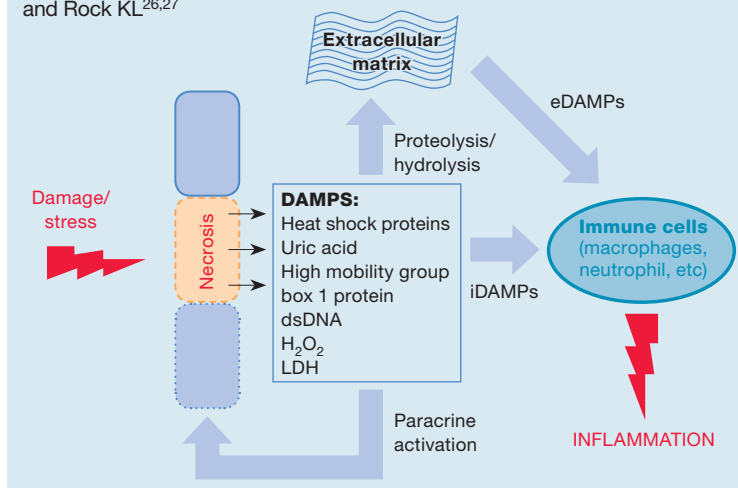 and Rock KL26,27
Extracellular
matrix
eDAMPs
Proteolysis/
hydrolysis
Damage/
stress
Necrosis
DAMPS:
Heat shock proteins
Uric acid
High mobility group
box 1 protein
dsDNA
H2O2
LDH
iDAMPs
Immune cells
(macrophages,
neutrophil, etc)
Paracrine
activation
INFLAMMATION